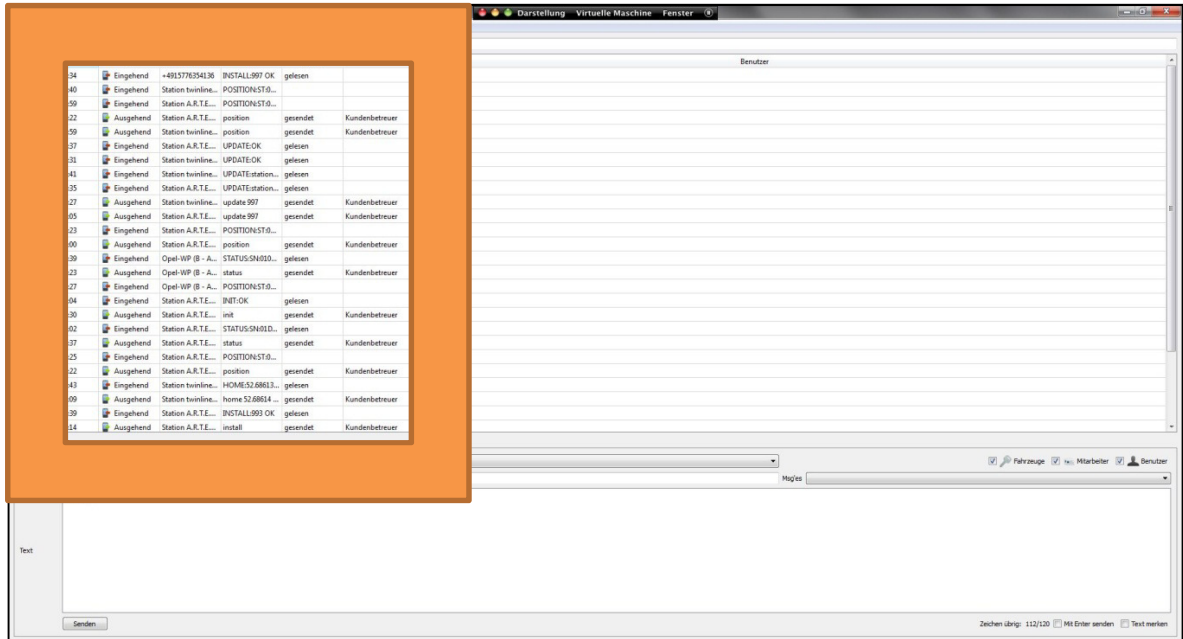 Darstellung Virtuelle Maschine Fenster
Benutzer
:34 Eingehend +4915776354136 INSTALL:997 OK gelesen
:40 Eingehend Station twinline... POSITION:ST:0...
:59 Eingehend Station A.R.T.E.... POSITION:ST:0...
:22 Ausgehend Station A.R.T.E.... position gesendet Kundenbetreuer
:59 Ausgehend Station twinline... position gesendet Kundenbetreuer
:37 Eingehend Station A.R.T.E.... UPDATE:OK gelesen
:31 Eingehend Station twinline... UPDATE:OK gelesen
:41 Eingehend Station twinline... UPDATE:station... gelesen
:35 Eingehend Station A.R.T.E.... UPDATE:station... gelesen
:27 Ausgehend Station twinline... update 997 gesendet Kundenbetreuer
:05 Ausgehend Station A.R.T.E.... update 997 gesendet Kundenbetreuer
:23 Eingehend Station A.R.T.E.... POSITION:ST:0...
:00 Ausgehend Station A.R.T.E.... position gesendet Kundenbetreuer
:39 Eingehend Opel-WP (B - A... STATUS:SN:010... gelesen
:23 Ausgehend Opel-WP (B - A... status gesendet Kundenbetreuer
:27 Eingehend Opel-WP (B - A... POSITION:ST:0...
:04 Eingehend Station A.R.T.E.... INIT:OK gelesen
:30 Ausgehend Station A.R.T.E.... init gesendet Kundenbetreuer
:02 Eingehend Station A.R.T.E.... STATUS:SN:01D... gelesen
:37 Ausgehend Station A.R.T.E.... status gesendet Kundenbetreuer
:25 Eingehend Station A.R.T.E.... POSITION:ST:0...
:22 Ausgehend Station A.R.T.E.... position gesendet Kundenbetreuer
:43 Eingehend Station twinline... HOME:52.68613... gelesen
:09 Ausgehend Station twinline... home 52.68614 ... gesendet Kundenbetreuer
:39 Eingehend Station A.R.T.E.... INSTALL:993 OK gelesen
:14 Ausgehend Station A.R.T.E.... install gesendet Kundenbetreuer
Fahrzeuge Mitarbeiter Benutzer
Msg'es
Text
Senden Zeichen übrig: 112/120 Mit Enter senden Text merken